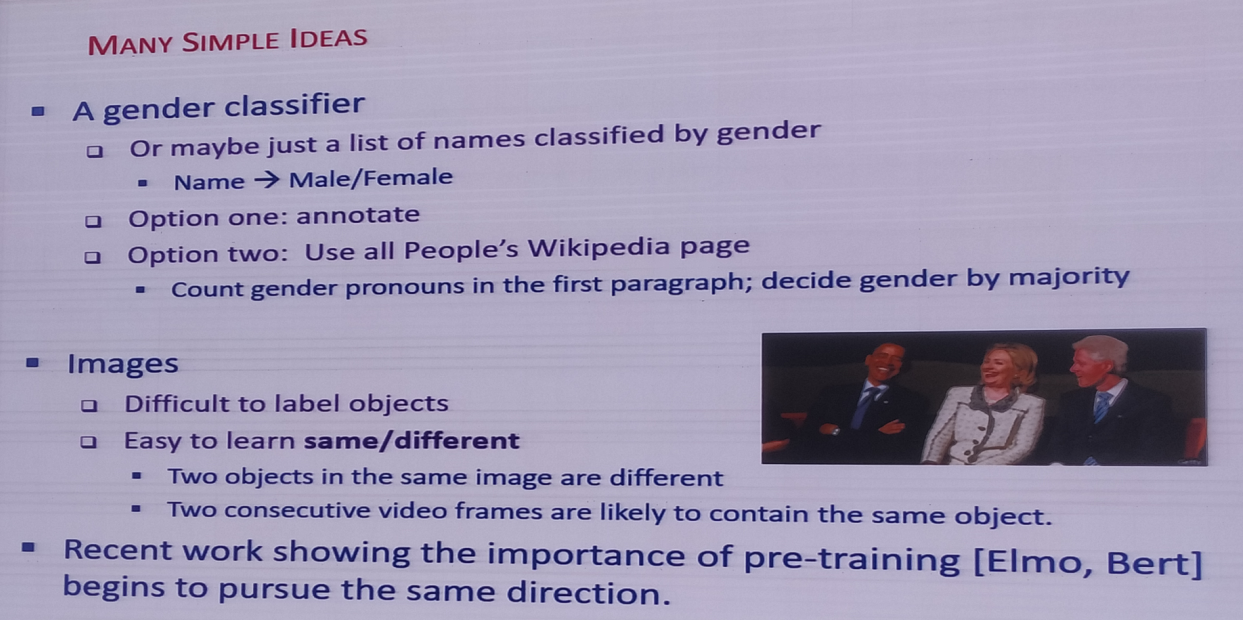 MANY SIMPLE IDEAS
A gender classifier
Or maybe just a list of names classified by gender
Name → Male/Female
Option one: annotate
Option two: Use all People's Wikipedia page
Count gender pronouns in the first paragraph; decide gender by majority
Images
Difficult to label objects
Easy to learn same/different
Two objects in the same image are different
Two consecutive video frames are likely to contain the same object.
Recent work showing the importance of pre-training [Elmo, Bert]
begins to pursue the same direction.